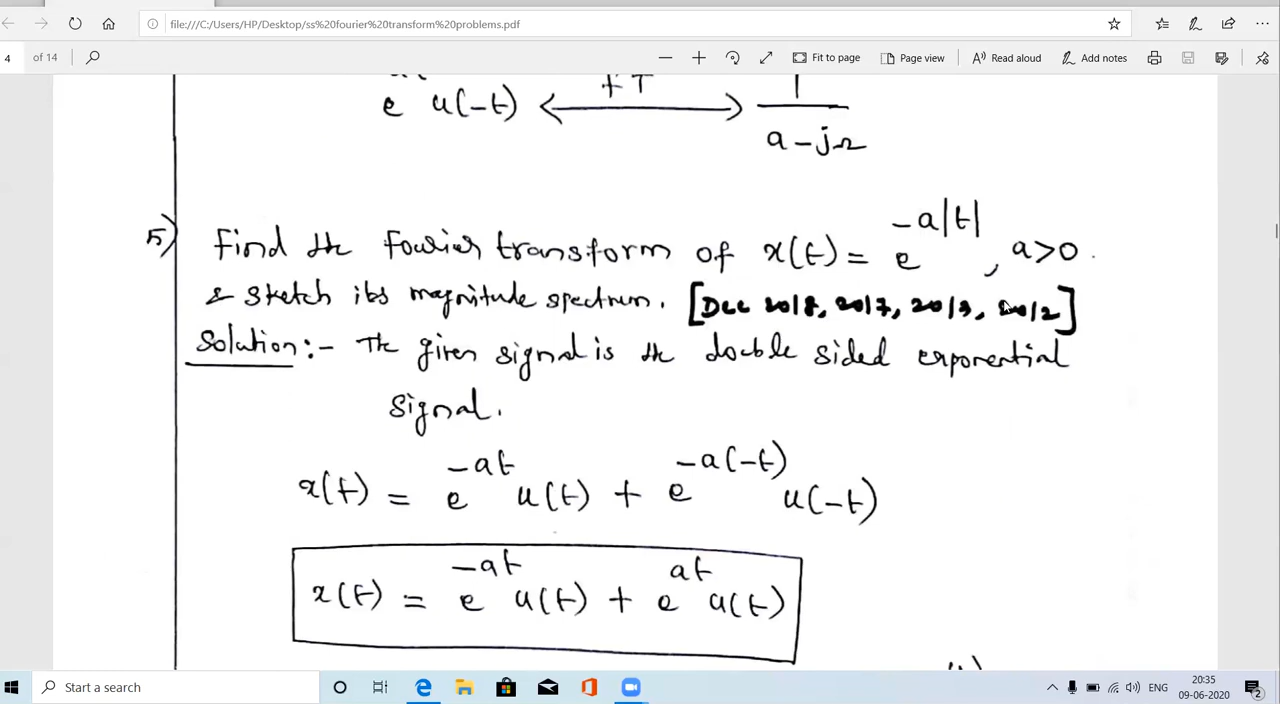 file:///C:/Users/HP/Desktop/ss%20fourier%20transform%20problems.pdf
4 of 14 Fit to page Page view Read aloud Add notes
e^at u(-t) <—FT—> 1/(a-jΩ)
5) Find the Fourier transform of x(t) = e^-a|t|, a>0.
& sketch its magnitude spectrum. [Dec 2018, 2017, 2013, 2012]
Solution:- The given signal is the double sided exponential
signal.
x(t) = e^-at u(t) + e^-a(-t) u(-t)
x(t) = e^-at u(t) + e^at u(t)
Start a search
ENG
20:35
09-06-2020
2